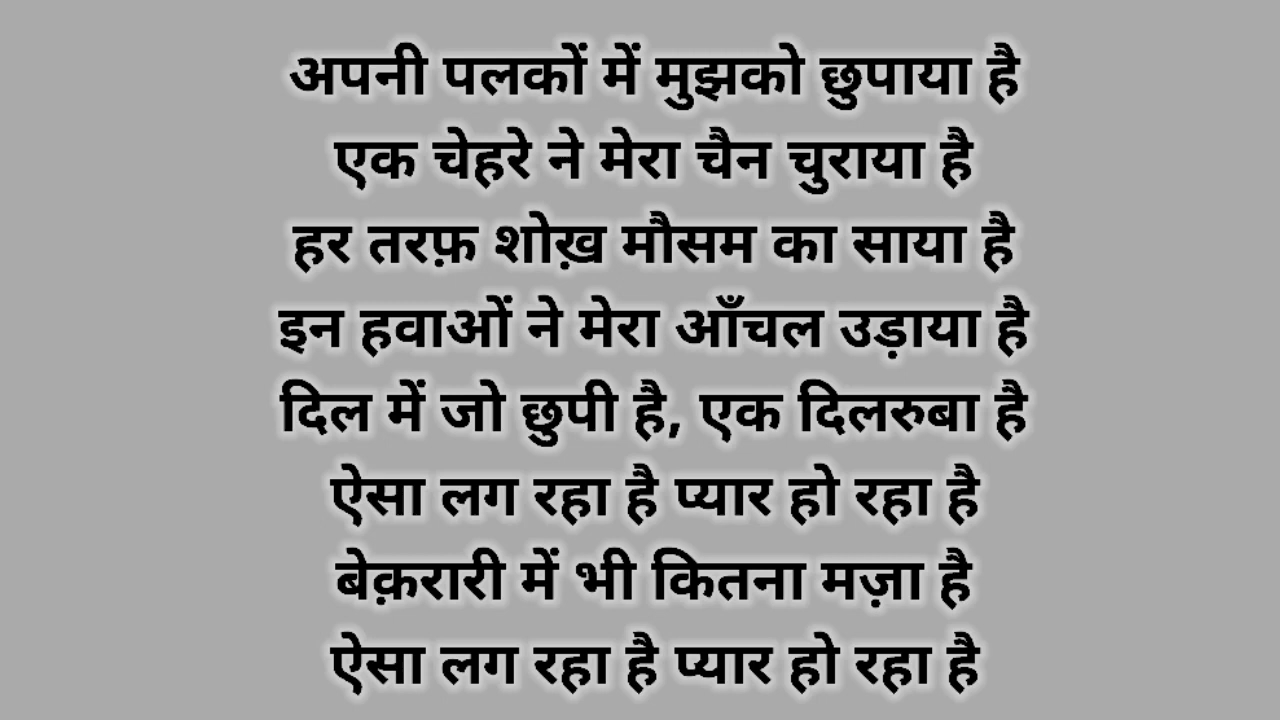 अपनी पलकों में मुझको छुपाया है
एक चेहरे ने मेरा चैन चुराया है
हर तरफ़ शोख़ मौसम का साया है
इन हवाओं ने मेरा आँचल उड़ाया है
दिल में जो छुपी है, एक दिलरुबा है
ऐसा लग रहा है प्यार हो रहा है
बेक़रारी में भी कितना मज़ा है
ऐसा लग रहा है प्यार हो रहा है